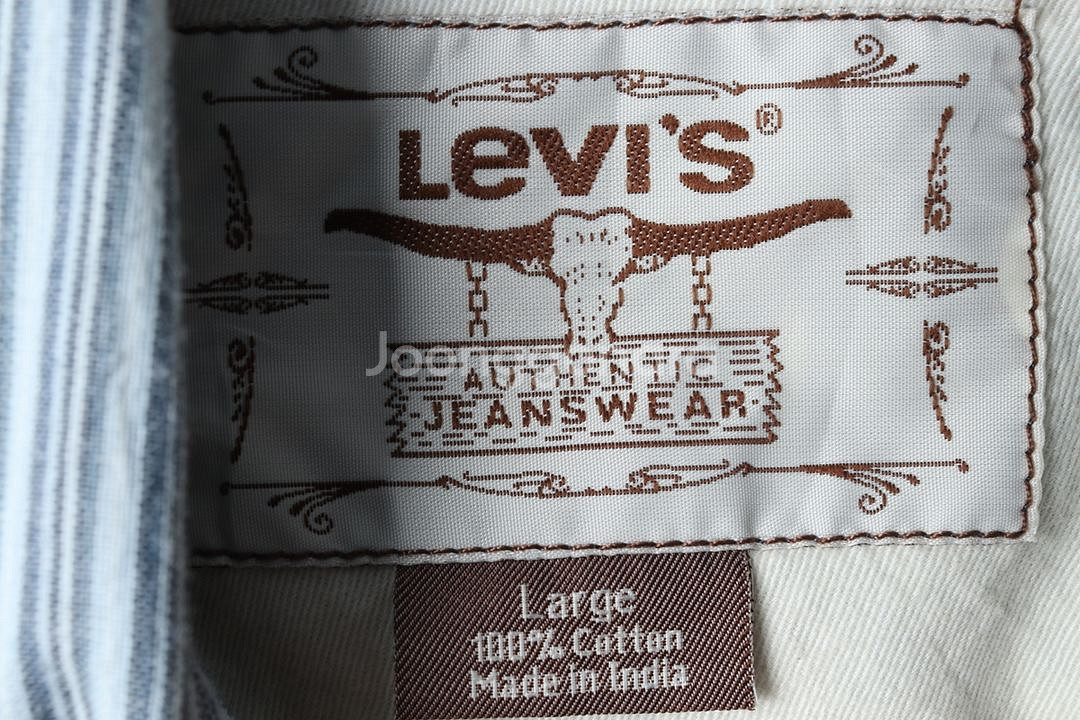 Levi's®
AUTHENTIC
JEANSWEAR
Large
100% Cotton
Made in India